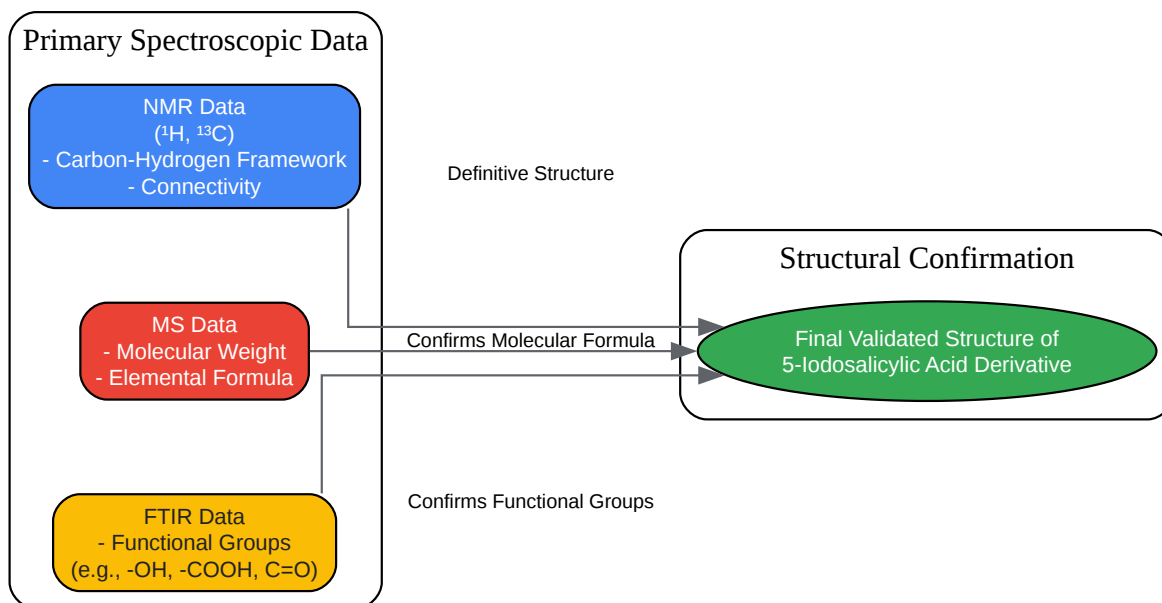 Primary Spectroscopic Data
NMR Data
(¹H, ¹³C)
- Carbon-Hydrogen Framework
- Connectivity
Definitive Structure
Structural Confirmation
MS Data
- Molecular Weight
- Elemental Formula
Confirms Molecular Formula
Final Validated Structure of
5-Iodosalicylic Acid Derivative
Confirms Functional Groups
FTIR Data
- Functional Groups
(e.g., -OH, -COOH, C=O)